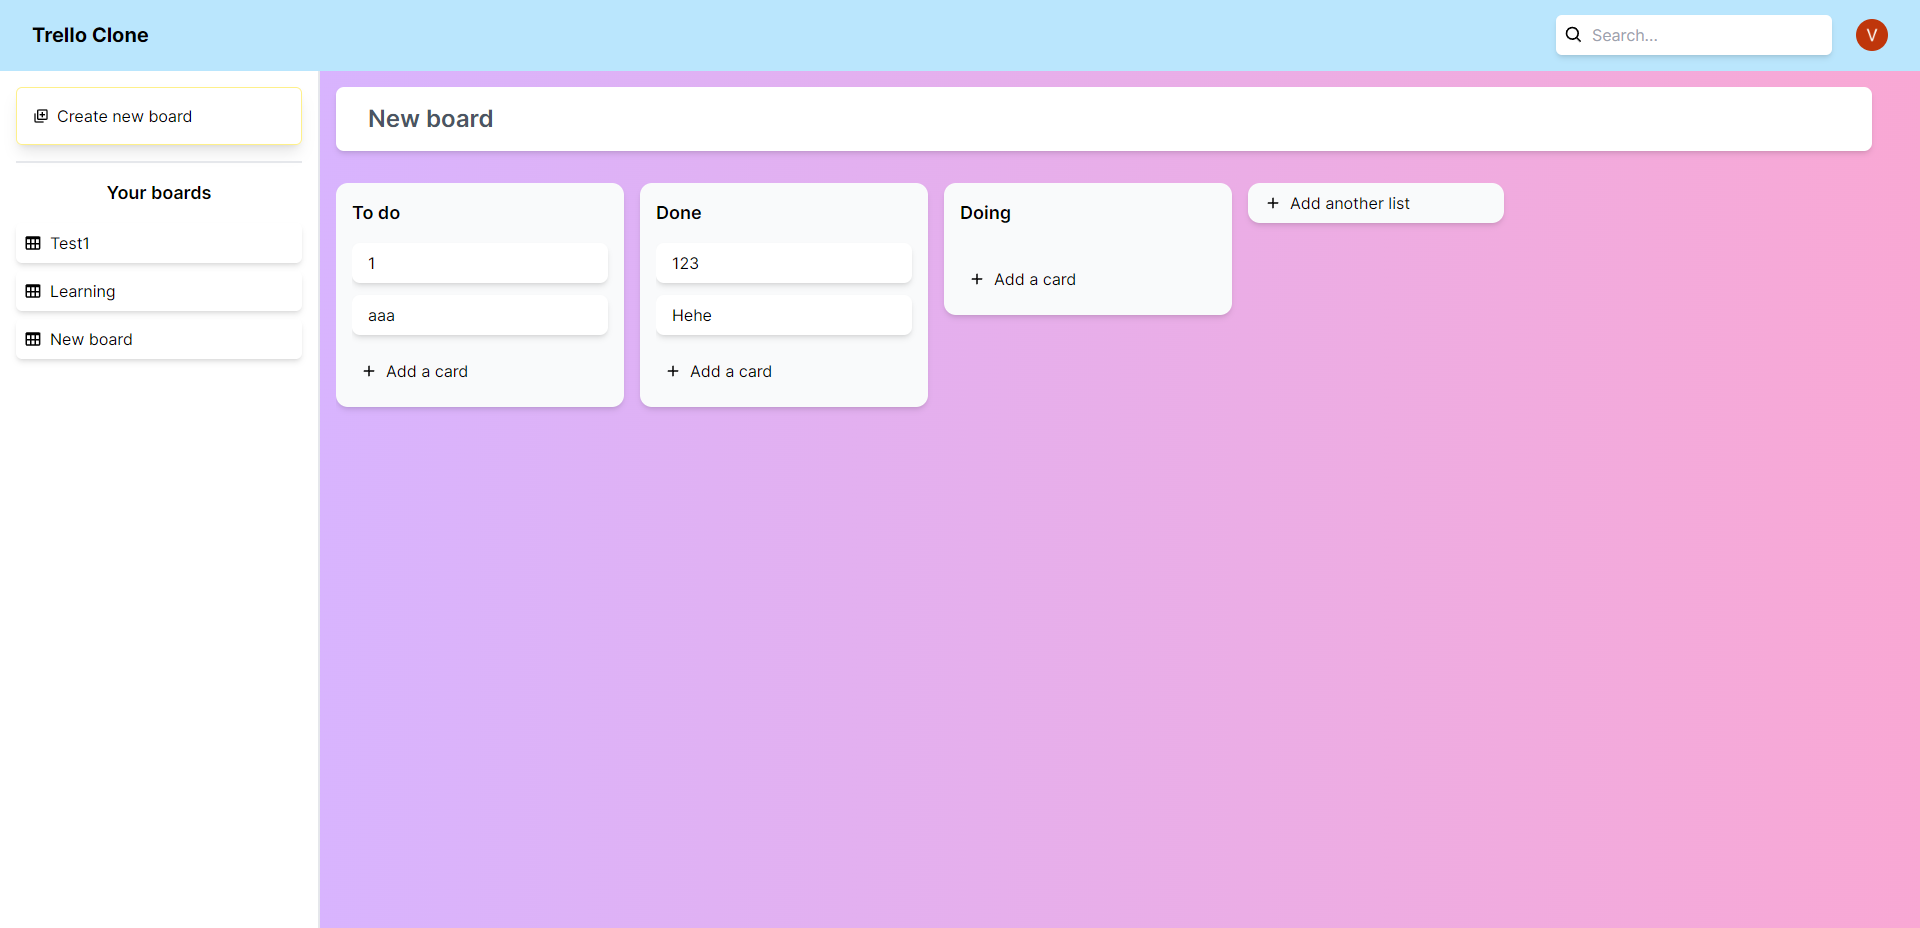 Trello Clone
Search...
V
Create new board
Your boards
Test1
Learning
New board
New board
To do
1
aaa
Add a card
Done
123
Hehe
Add a card
Doing
Add a card
Add another list